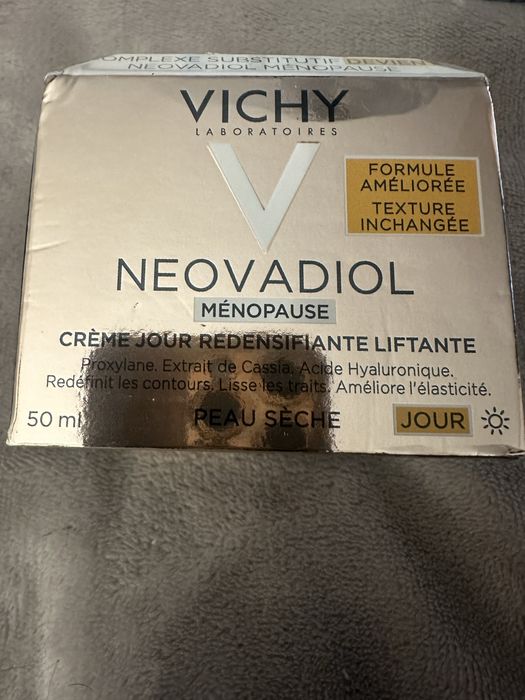 OMPLEXE SUBSTITUTIF DEVIEN
NEOVADIOL MÉNOPAUSE
VICHY
LABORATOIRES
FORMULE
AMÉLIORÉE
TEXTURE
INCHANGÉE
NEOVADIOL
MÉNOPAUSE
CRÈME JOUR REDENSIFIANTE LIFTANTE
Proxylane. Extrait de Cassia. Acide Hyaluronique.
Redéfinit les contours. Lisse les traits. Améliore l'élasticité.
50 ml PEAU SÈCHE JOUR